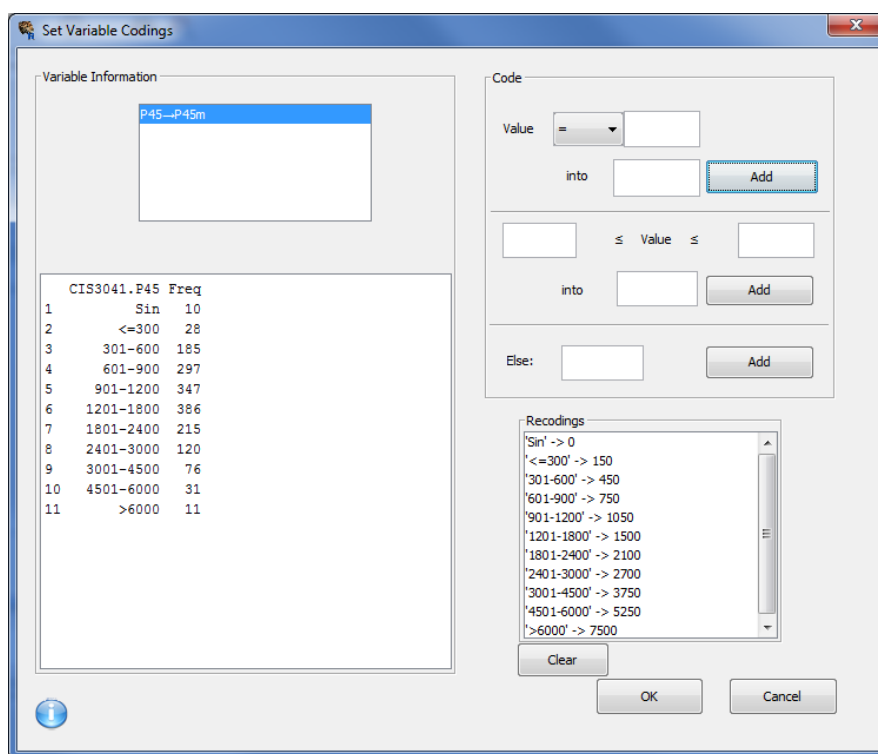 Set Variable Codings
Variable Information
P45→P45m
CIS3041.P45 Freq
1 Sin 10
2 <=300 28
3 301-600 185
4 601-900 297
5 901-1200 347
6 1201-1800 386
7 1801-2400 215
8 2401-3000 120
9 3001-4500 76
10 4501-6000 31
11 >6000 11
Code
Value =
into Add
≤ Value ≤
into Add
Else: Add
Recodings
'Sin' -> 0
'<=300' -> 150
'301-600' -> 450
'601-900' -> 750
'901-1200' -> 1050
'1201-1800' -> 1500
'1801-2400' -> 2100
'2401-3000' -> 2700
'3001-4500' -> 3750
'4501-6000' -> 5250
'>6000' -> 7500
Clear
OK Cancel